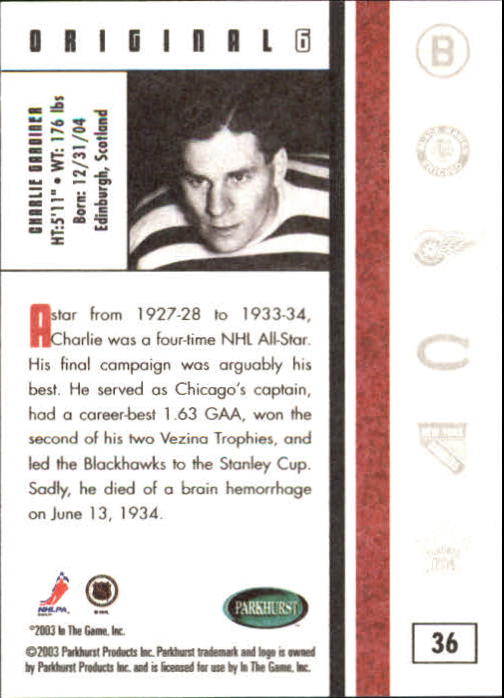 ORIGINAL 6
CHARLIE GARDINER
HT:5'11" • WT: 176 lbs
Born: 12/31/04
Edinburgh, Scotland
A star from 1927-28 to 1933-34,
Charlie was a four-time NHL All-Star.
His final campaign was arguably his
best. He served as Chicago's captain,
had a career-best 1.63 GAA, won the
second of his two Vezina Trophies, and
led the Blackhawks to the Stanley Cup.
Sadly, he died of a brain hemorrhage
on June 13, 1934.
B
C
NEW YORK
NHLPA
NHL
PARKHURST
©2003 In The Game, Inc.
©2003 Parkhurst Products Inc. Parkhurst trademark and logo is owned
by Parkhurst Products Inc. and is licensed for use by In The Game, Inc.
36